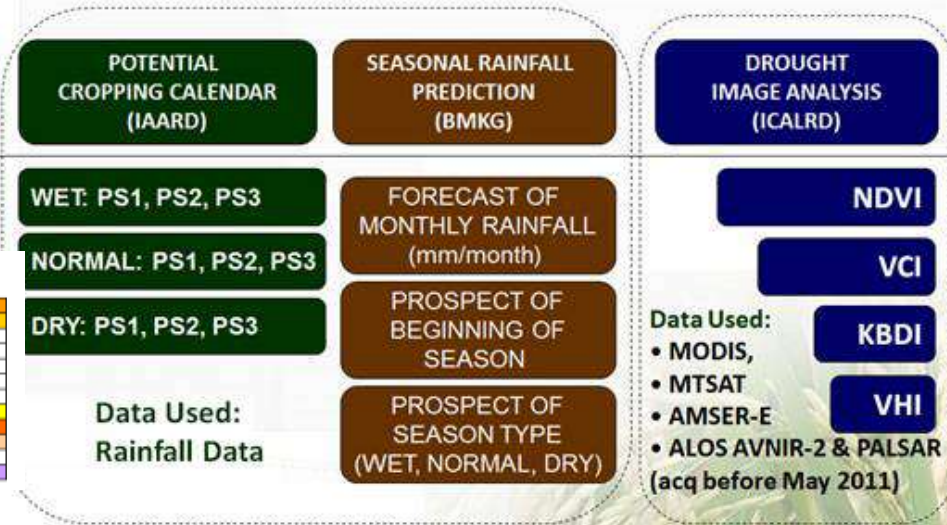 POTENTIAL
CROPPING CALENDAR
(IAARD)
SEASONAL RAINFALL
PREDICTION
(BMKG)
DROUGHT
IMAGE ANALYSIS
(ICALRD)
WET: PS1, PS2, PS3
NORMAL: PS1, PS2, PS3
DRY: PS1, PS2, PS3
Data Used:
Rainfall Data
FORECAST OF
MONTHLY RAINFALL
(mm/month)
PROSPECT OF
BEGINNING OF
SEASON
PROSPECT OF
SEASON TYPE
(WET, NORMAL, DRY)
NDVI
VCI
KBDI
VHI
Data Used:
• MODIS,
• MTSAT
• AMSER-E
• ALOS AVNIR-2 & PALSAR
(acq before May 2011)